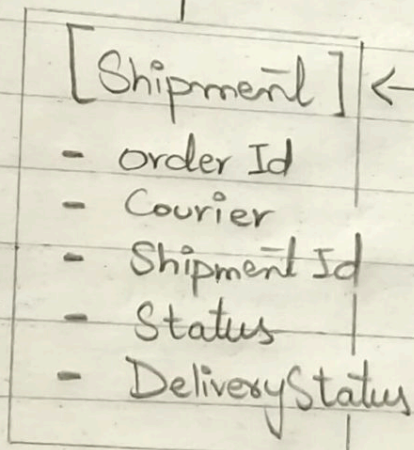 [Shipment]
- order Id
- Courier
- Shipment Id
- Status
- DeliveryStatus